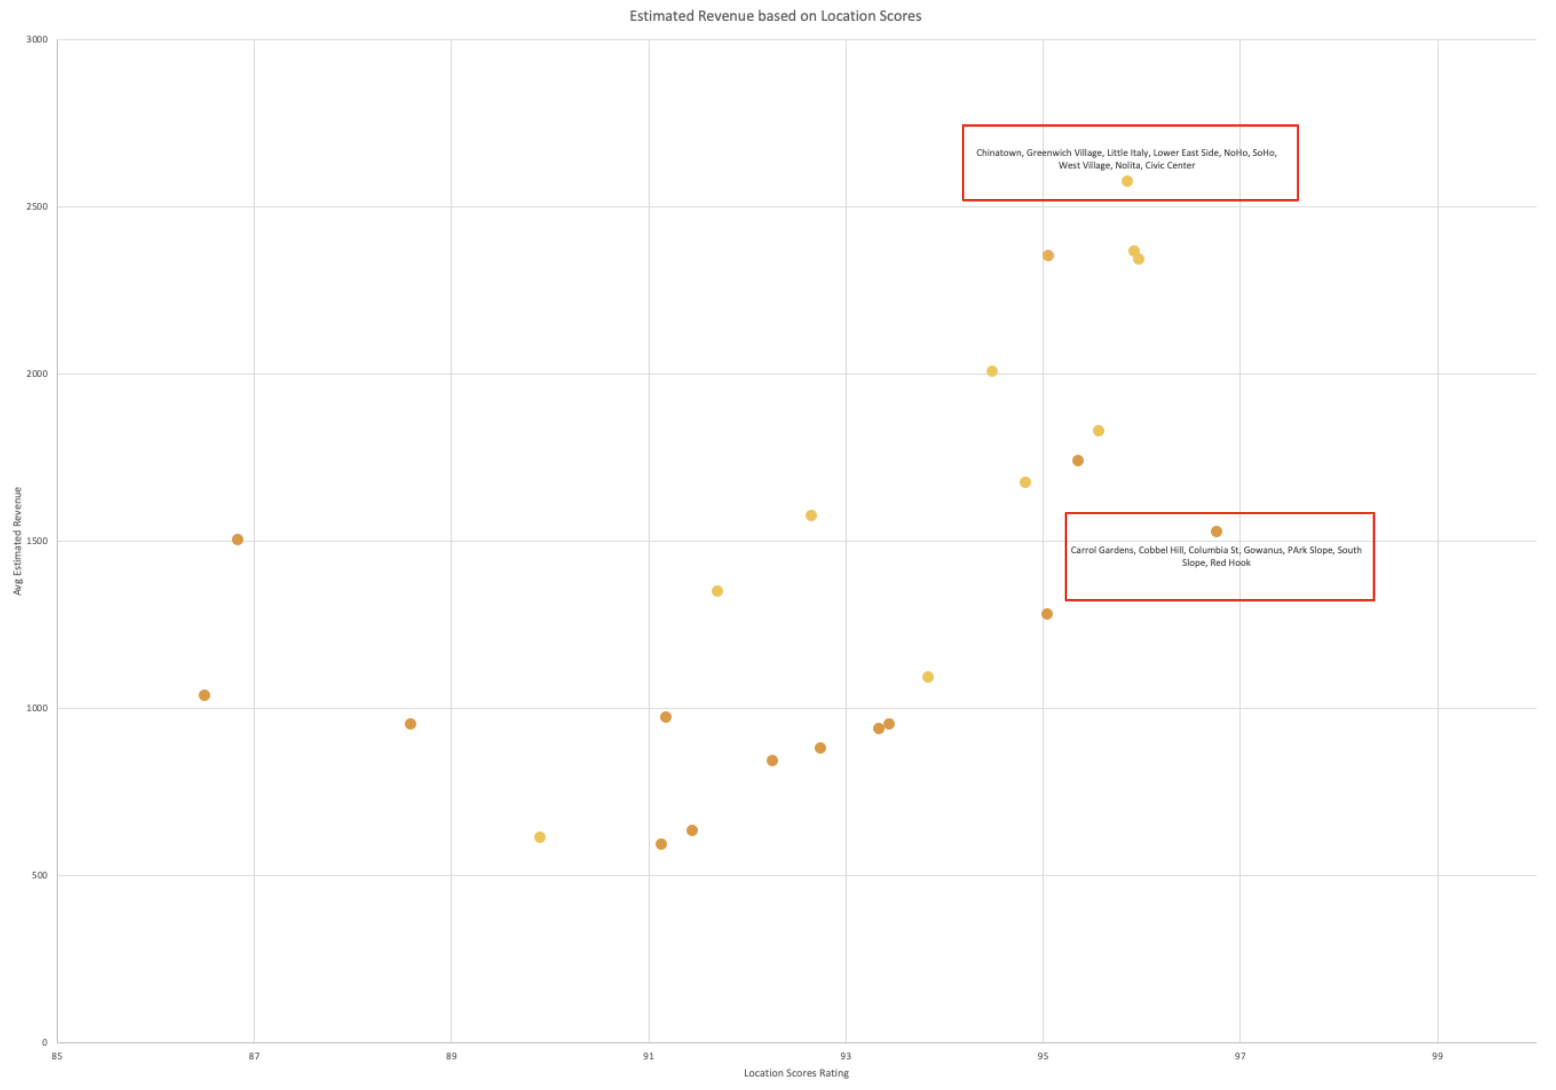 Estimated Revenue based on Location Scores
3000
Chinatown, Greenwich Village, Little Italy, Lower East Side, NoHo, SoHo,
West Village, Nolita, Civic Center
2500
2000
Avg Estimated Revenue
1500
Carrol Gardens, Cobbel Hill, Columbia St, Gowanus, PArk Slope, South
Slope, Red Hook
1000
500
0
85 87 89 91 93 95 97 99
Location Scores Rating